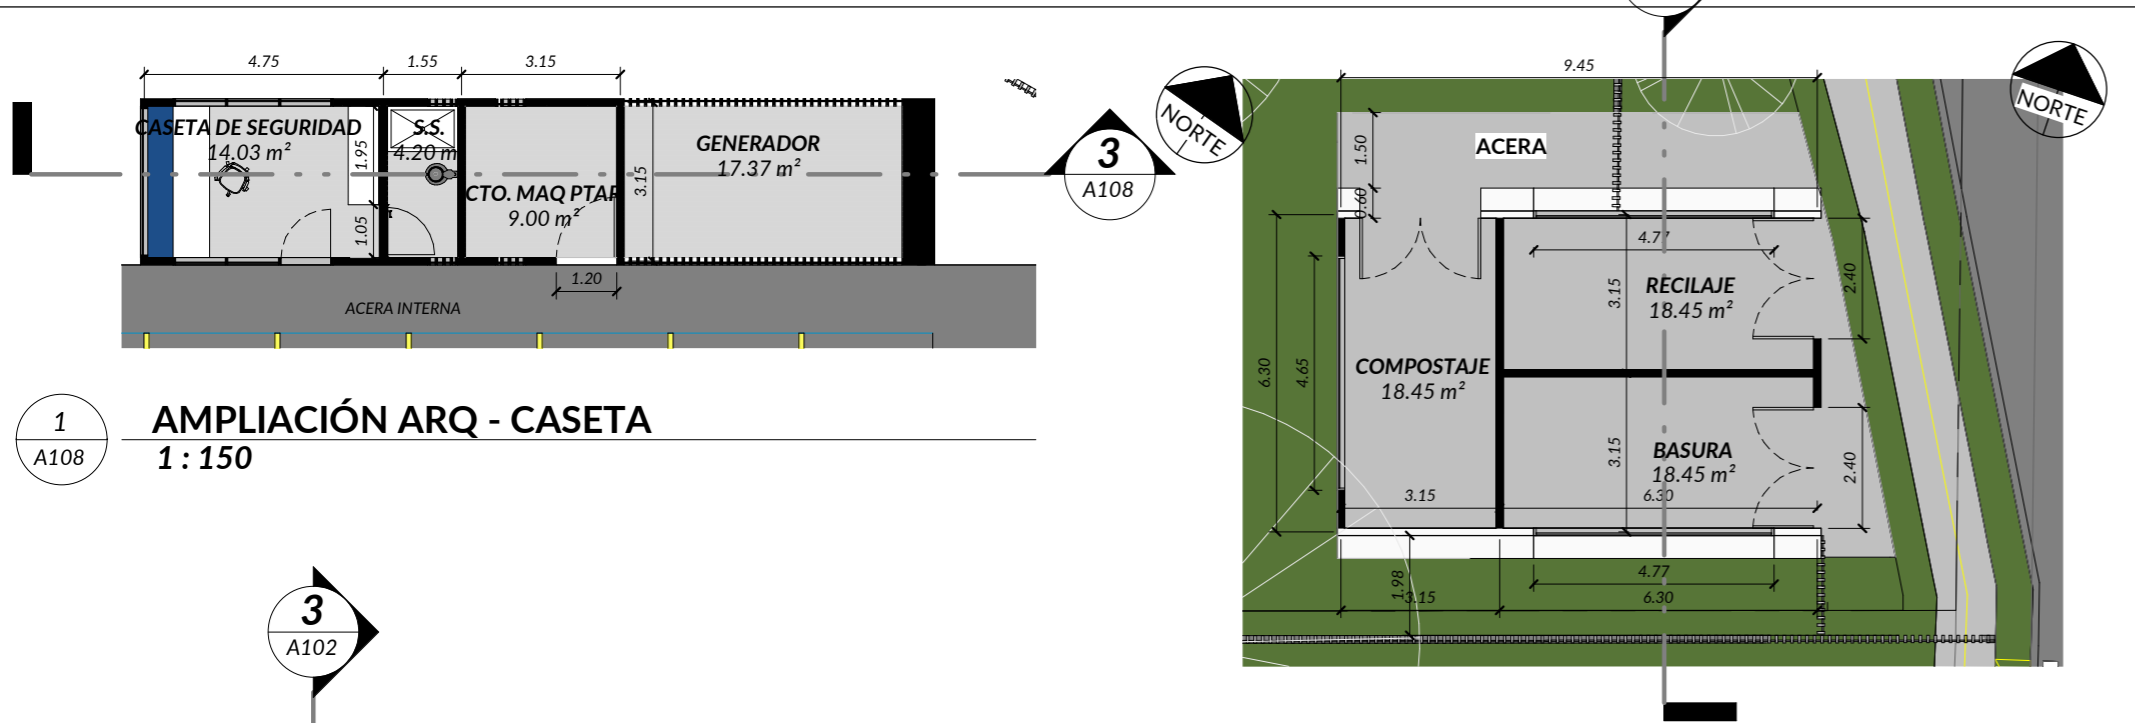 4.75
1.55
3.15
CASETA DE SEGURIDAD
14.03 m²
S.S.
4.20 m
1.95
1.05
CTO. MAQ PTAP
9.00 m²
3.15
GENERADOR
17.37 m²
1.20
ACERA INTERNA
3
A108
NORTE
1
A108
AMPLIACIÓN ARQ - CASETA
1 : 150
3
A102
9.45
NORTE
1.50
ACERA
0.60
4.77
RECILAJE
18.45 m²
3.15
2.40
6.30
4.65
COMPOSTAJE
18.45 m²
BASURA
18.45 m²
3.15
2.40
3.15
6.30
1.98
4.77
3.15
6.30